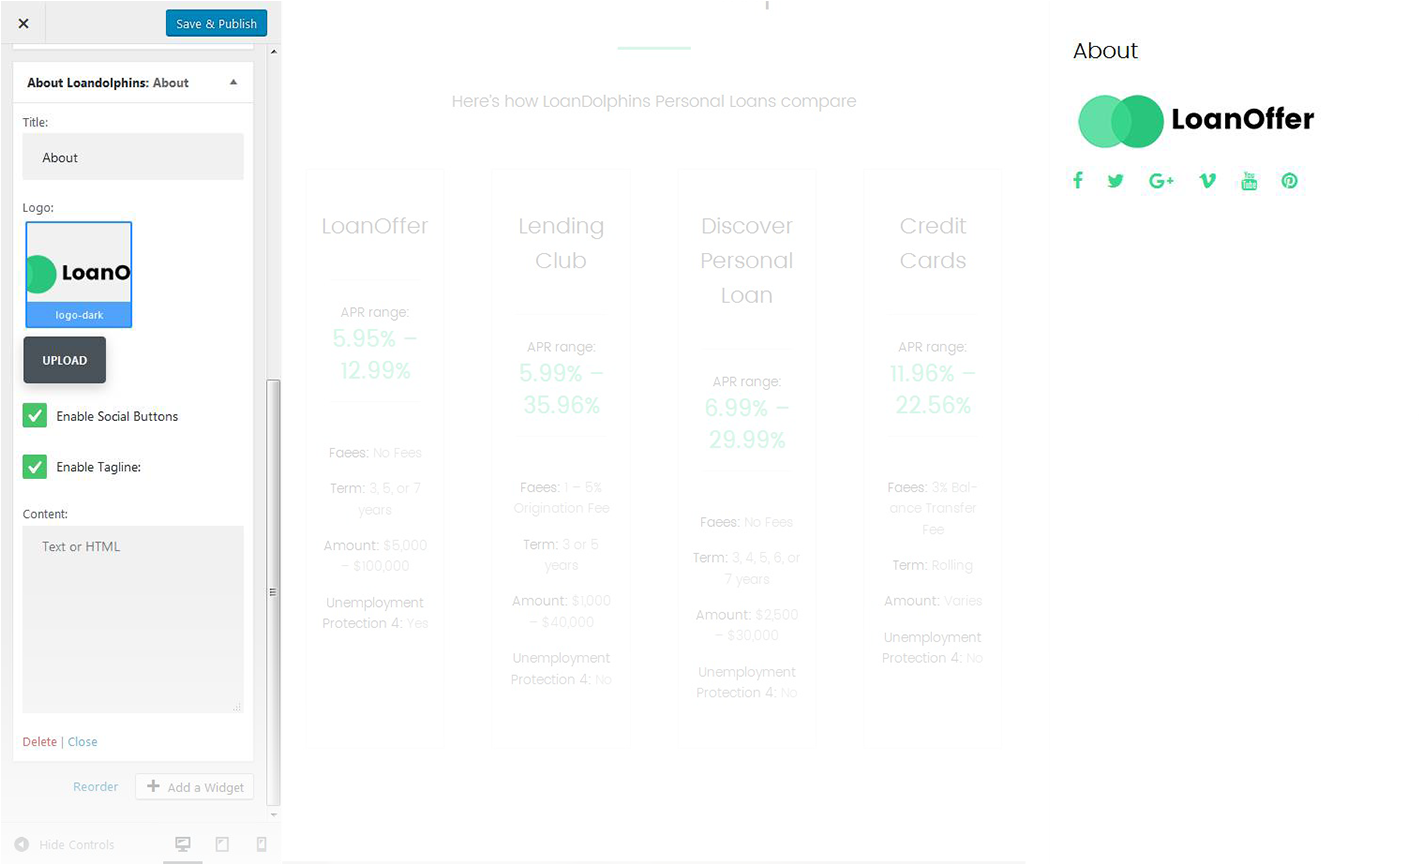 Save & Publish
About Loandolphins: About
Title:
About
Logo:
LoanO
logo-dark
UPLOAD
Enable Social Buttons
Enable Tagline:
Content:
Text or HTML
Delete | Close
Reorder
Add a Widget
Hide Controls
Here's how LoanDolphins Personal Loans compare
LoanOffer
APR range:
5.95% –
12.99%
Faees: No Fees
Term: 3, 5, or 7
years
Amount: $5,000
– $100,000
Unemployment
Protection 4: Yes
Lending
Club
APR range:
5.99% –
35.96%
Faees: 1 – 5%
Origination Fee
Term: 3 or 5
years
Amount: $1,000
– $40,000
Unemployment
Protection 4: No
Discover
Personal
Loan
APR range:
6.99% –
29.99%
Faees: No Fees
Term: 3, 4, 5, 6, or
7 years
Amount: $2,500
– $30,000
Unemployment
Protection 4: No
Credit
Cards
APR range:
11.96% –
22.56%
Faees: 3% Bal-
ance Transfer
Fee
Term: Rolling
Amount: Varies
Unemployment
Protection 4: No
About
LoanOffer
You
Tube